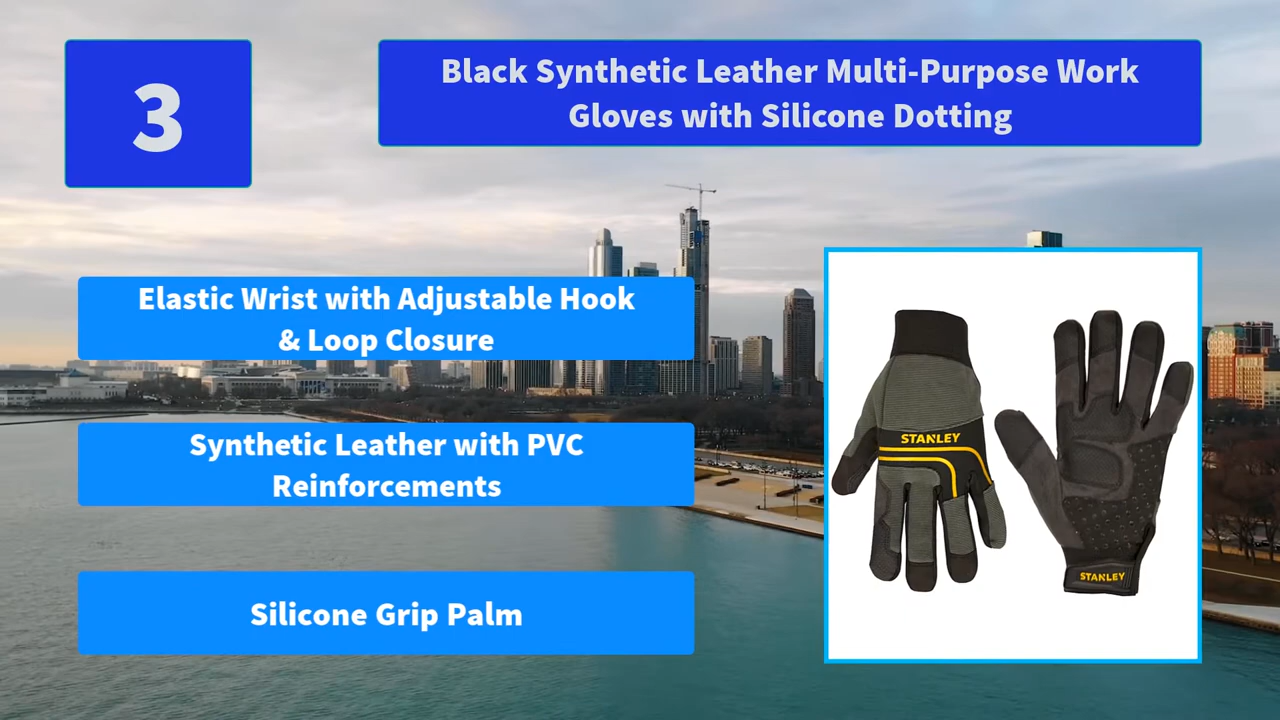 3
Black Synthetic Leather Multi-Purpose Work
Gloves with Silicone Dotting
Elastic Wrist with Adjustable Hook
& Loop Closure
Synthetic Leather with PVC
Reinforcements
Silicone Grip Palm
STANLEY
STANLEY